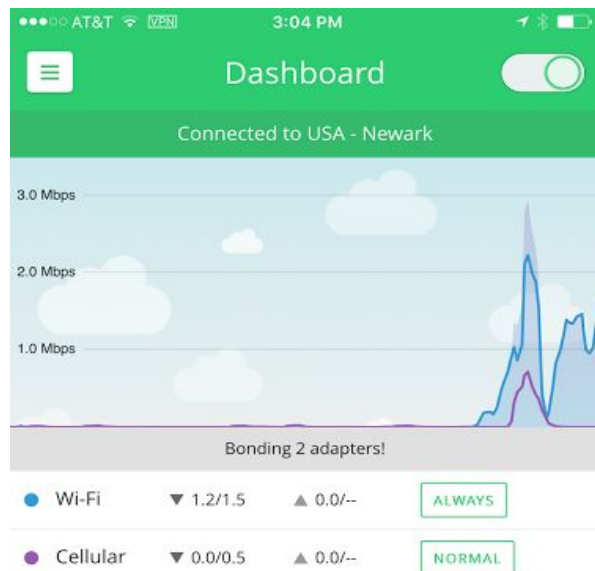 AT&T VPN 3:04 PM
Dashboard
Connected to USA - Newark
3.0 Mbps
2.0 Mbps
1.0 Mbps
Bonding 2 adapters!
Wi-Fi ▼ 1.2/1.5 ▲ 0.0/-- ALWAYS
Cellular ▼ 0.0/0.5 ▲ 0.0/-- NORMAL